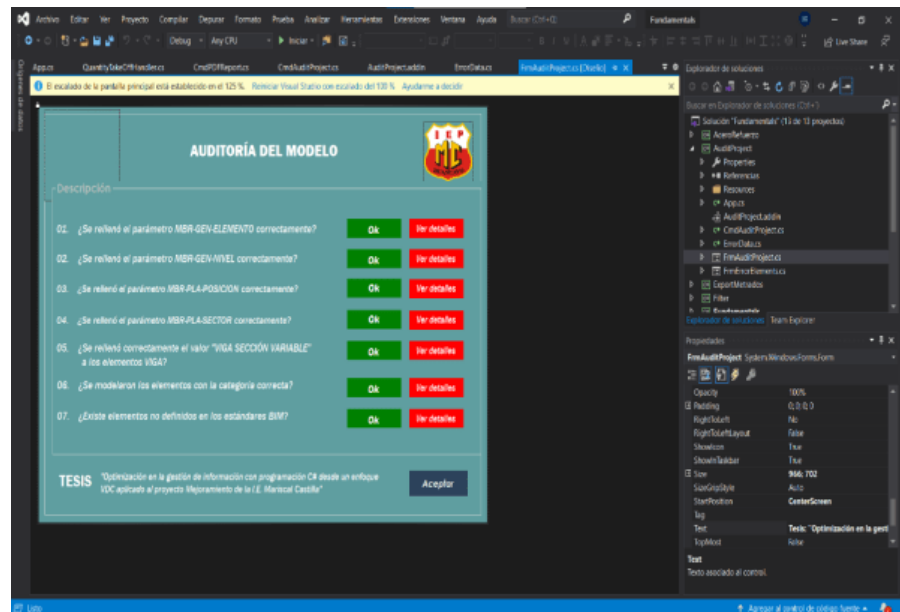 Archivo Editar Ver Proyecto Compilar Depurar Formato Prueba Analizar Herramientas Extensiones Ventana Ayuda Buscar (Ctrl+Q) Fundamentals
Debug Any CPU Iniciar Live Share
Orígenes de datos
App.cs QuantityTakeOffHandler.cs CmdPDFReport.cs CmdAuditProject.cs AuditProject.addin ErrorData.cs FrmAuditProject.cs [Diseño]
El escalado de la pantalla principal está establecido en el 125 %. Reiniciar Visual Studio con escalado del 100 % Ayudarme a decidir
AUDITORÍA DEL MODELO
I E P
MC
Descripción
01. ¿Se rellenó el parámetro MBR-GEN-ELEMENTO correctamente? Ok Ver detalles
02. ¿Se rellenó el parámetro MBR-GEN-NIVEL correctamente? Ok Ver detalles
03. ¿Se rellenó el parámetro MBR-PLA-POSICION correctamente? Ok Ver detalles
04. ¿Se rellenó el parámetro MBR-PLA-SECTOR correctamente? Ok Ver detalles
05. ¿Se rellenó correctamente el valor "VIGA SECCIÓN VARIABLE"
a los elementos VIGA? Ok Ver detalles
06. ¿Se modelaron los elementos con la categoría correcta? Ok Ver detalles
07. ¿Existe elementos no definidos en los estándares BIM? Ok Ver detalles
TESIS "Optimización en la gestión de información con programación C# desde un enfoque
VDC aplicado al proyecto Mejoramiento de la I.E. Mariscal Castilla"
Aceptar
Explorador de soluciones
Buscar en Explorador de soluciones (Ctrl+')
Solución "Fundamentals" (13 de 13 proyectos)
AceroRefuerzo
AuditProject
Properties
Referencias
Resources
App.cs
AuditProject.addin
CmdAuditProject.cs
ErrorData.cs
FrmAuditProject.cs
FrmErrorElements.cs
ExportMetrados
Filter
Fundamentals
Explorador de soluciones Team Explorer
Propiedades
FrmAuditProject System.Windows.Forms.Form
Opacity 100%
Padding 0; 0; 0; 0
RightToLeft No
RightToLeftLayout False
ShowIcon True
ShowInTaskbar True
Size 966; 702
SizeGripStyle Auto
StartPosition CenterScreen
Tag
Text Tesis: "Optimización en la gest
TopMost False
Text
Texto asociado al control.
Listo Agregar al control de código fuente